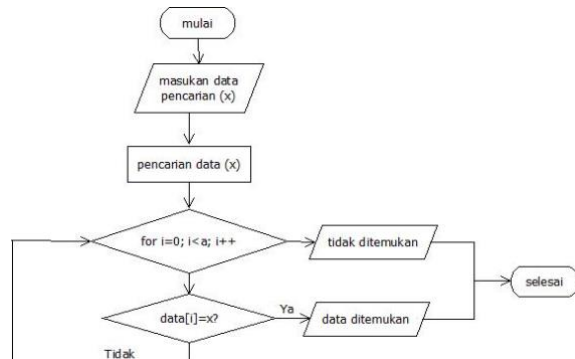 mulai
masukan data
pencarian (x)
pencarian data (x)
for i=0; i<a; i++
tidak ditemukan
selesai
data[i]=x?
Ya
data ditemukan
Tidak